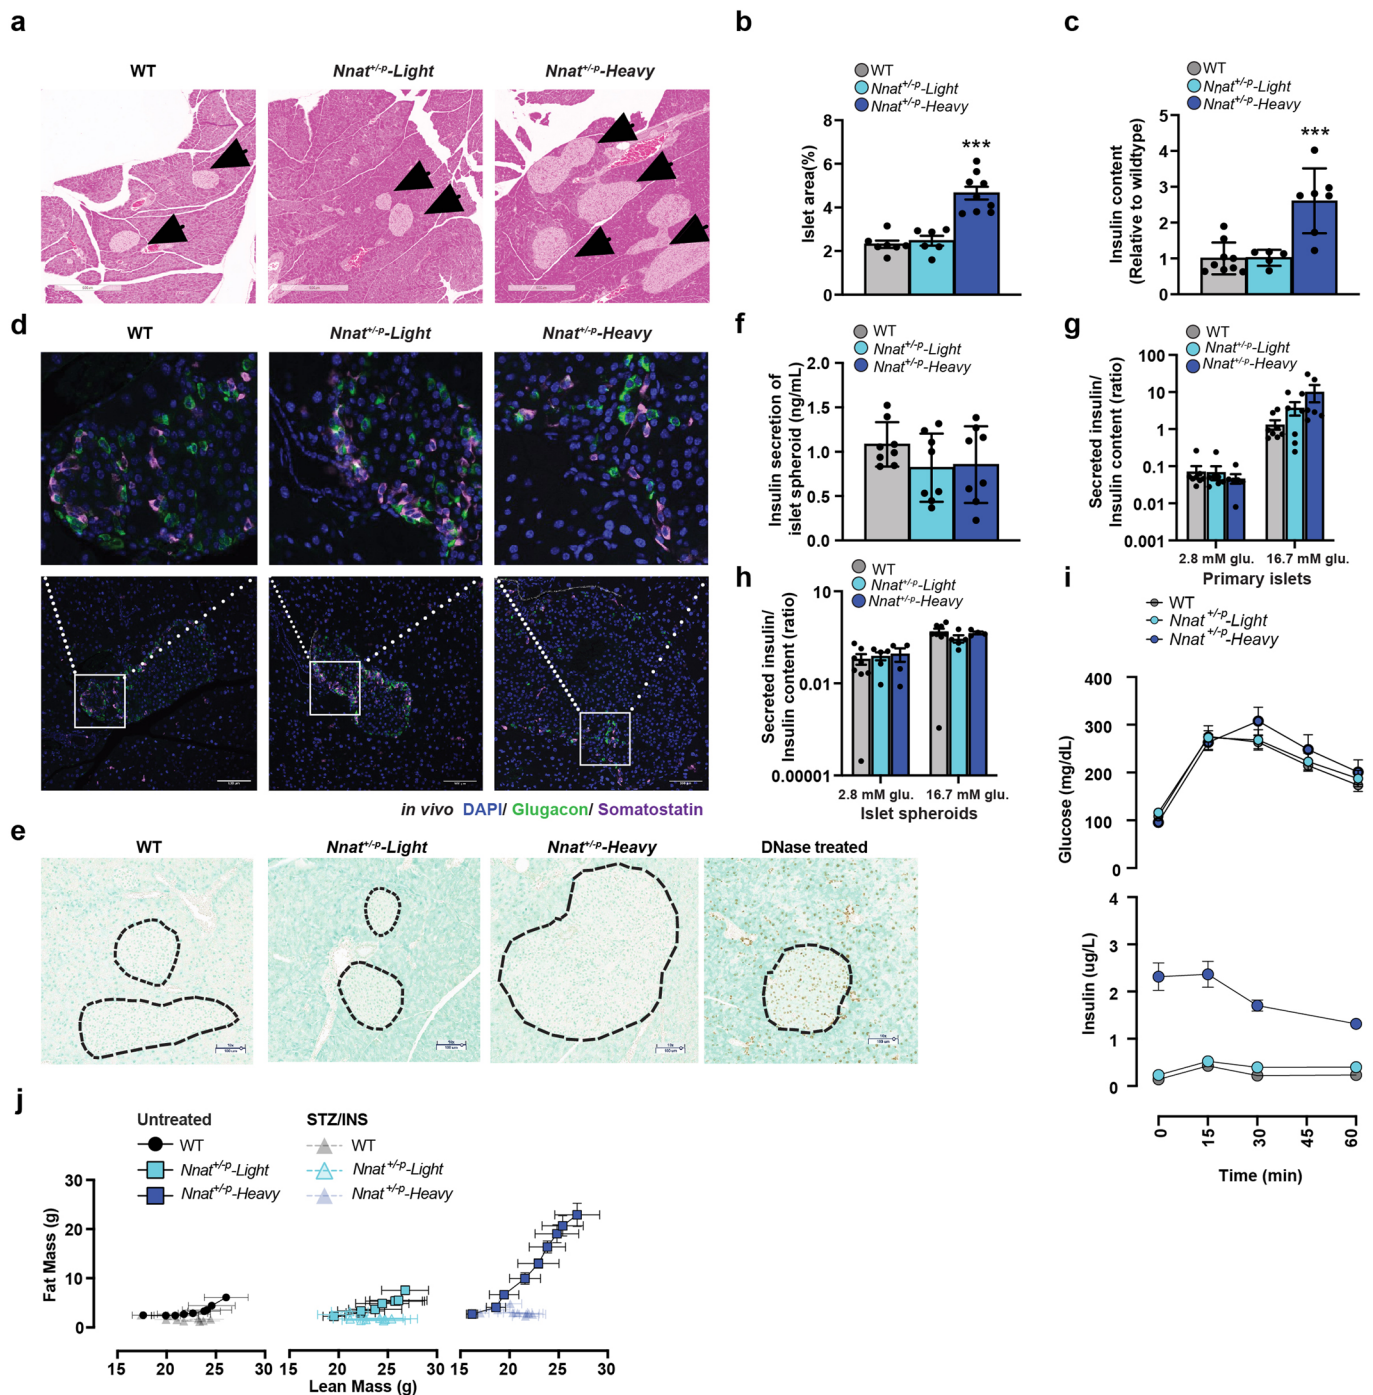 a
WT
Nnat+/-p-Light
Nnat+/-p-Heavy
b
WT
Nnat+/-p-Light
Nnat+/-p-Heavy
Islet area(%)
8
6
4
2
0
***
c
WT
Nnat+/-p-Light
Nnat+/-p-Heavy
Insulin content
(Relative to widtype)
5
4
3
2
1
0
***
d
WT
Nnat+/-p-Light
Nnat+/-p-Heavy
in vivo DAPI/ Glugacon/ Somatostatin
e
WT
Nnat+/-p-Light
Nnat+/-p-Heavy
DNase treated
f
WT
Nnat+/-p-Light
Nnat+/-p-Heavy
Insulin secretion of
islet spheroid (ng/mL)
2.0
1.5
1.0
0.5
0.0
g
WT
Nnat+/-p-Light
Nnat+/-p-Heavy
Secreted insulin/
Insulin content (ratio)
100
10
1
0.1
0.01
0.001
2.8 mM glu. 16.7 mM glu.
Primary islets
h
WT
Nnat+/-p-Light
Nnat+/-p-Heavy
Secreted insulin/
Insulin content (ratio)
10
0.01
0.00001
2.8 mM glu. 16.7 mM glu.
Islet spheroids
i
WT
Nnat+/-p-Light
Nnat+/-p-Heavy
Glucose (mg/dL)
400
300
200
100
0
Insulin (ug/L)
4
3
2
1
0
0 15 30 45 60
Time (min)
j
Untreated
WT
Nnat+/-p-Light
Nnat+/-p-Heavy
STZ/INS
WT
Nnat+/-p-Light
Nnat+/-p-Heavy
Fat Mass (g)
30
20
10
0
15 20 25 30
15 20 25 30
15 20 25 30
Lean Mass (g)